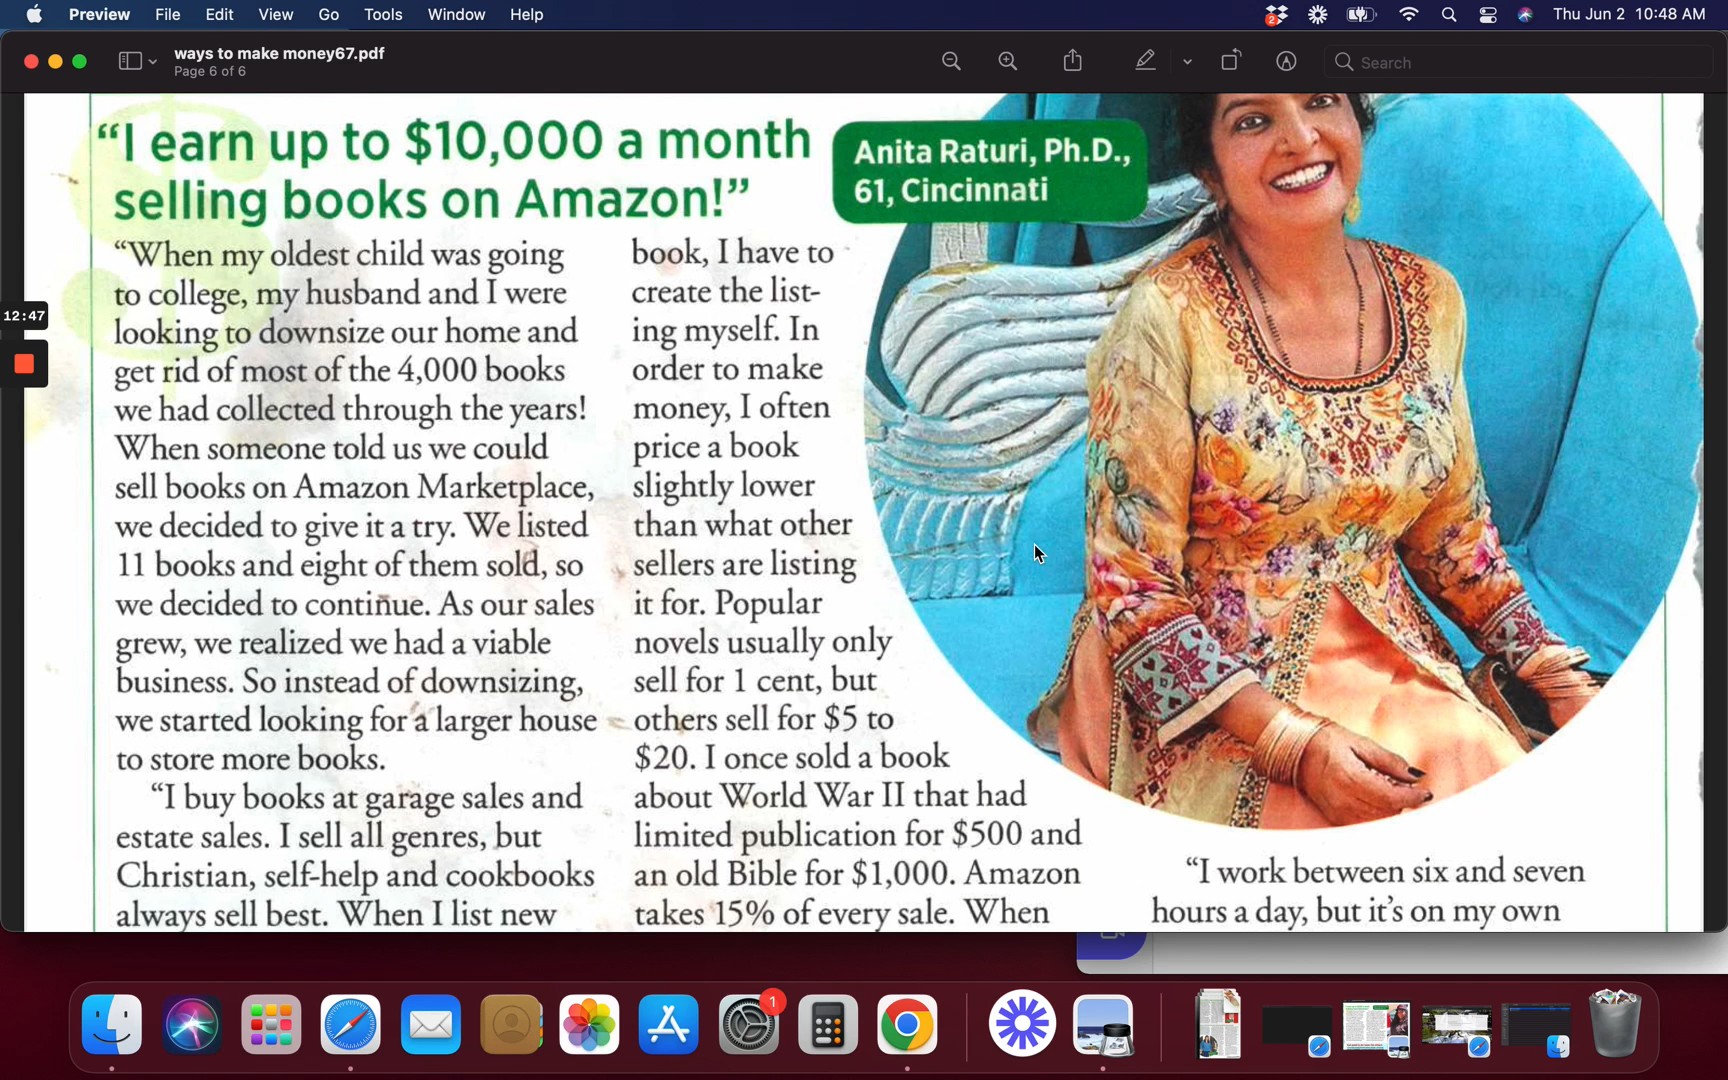 Preview File Edit View Go Tools Window Help
2
Thu Jun 2 10:48 AM
ways to make money67.pdf
Page 6 of 6
Search
12:47
“I earn up to $10,000 a month
selling books on Amazon!”
Anita Raturi, Ph.D.,
61, Cincinnati
“When my oldest child was going
to college, my husband and I were
looking to downsize our home and
get rid of most of the 4,000 books
we had collected through the years!
When someone told us we could
sell books on Amazon Marketplace,
we decided to give it a try. We listed
11 books and eight of them sold, so
we decided to continue. As our sales
grew, we realized we had a viable
business. So instead of downsizing,
we started looking for a larger house
to store more books.
“I buy books at garage sales and
estate sales. I sell all genres, but
Christian, self-help and cookbooks
always sell best. When I list new
book, I have to
create the list-
ing myself. In
order to make
money, I often
price a book
slightly lower
than what other
sellers are listing
it for. Popular
novels usually only
sell for 1 cent, but
others sell for $5 to
$20. I once sold a book
about World War II that had
limited publication for $500 and
an old Bible for $1,000. Amazon
takes 15% of every sale. When
“I work between six and seven
hours a day, but it’s on my own
1